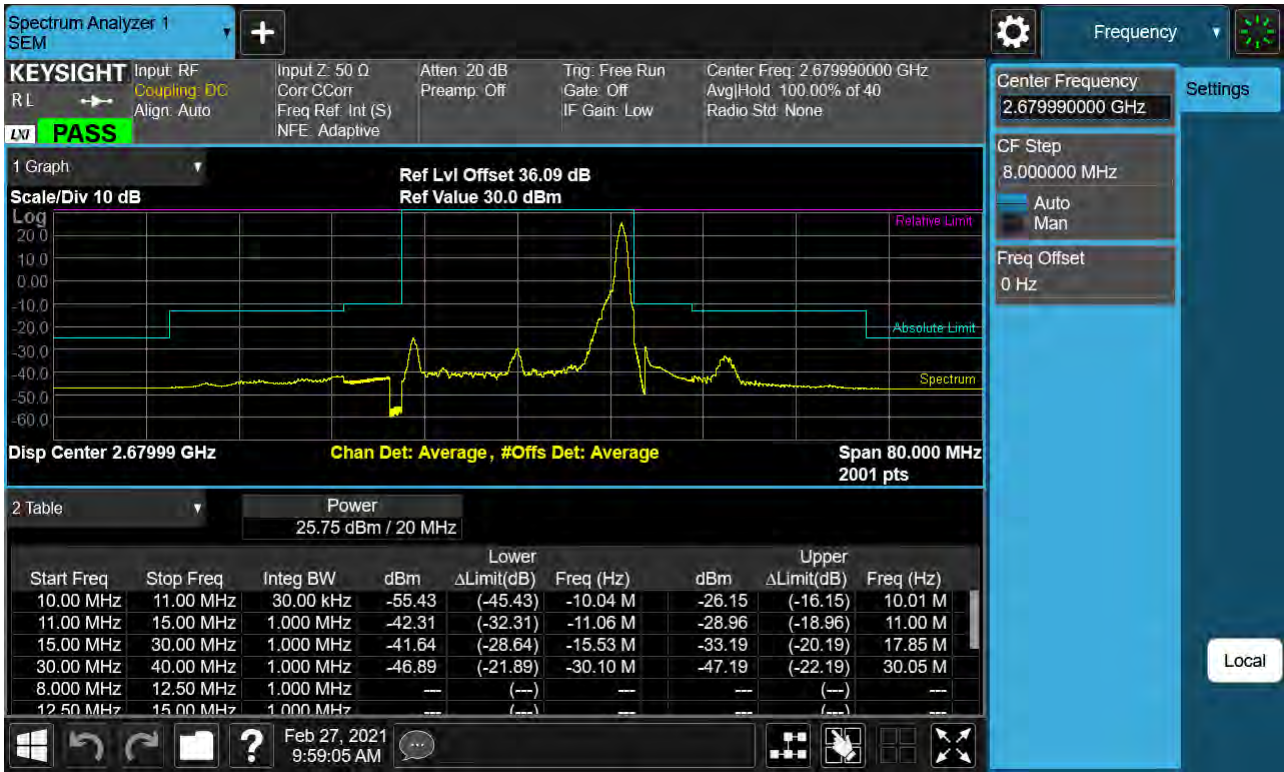 Spectrum Analyzer 1
SEM
Frequency
KEYSIGHT
R L
LXI
PASS
Input: RF
Coupling: DC
Align: Auto
Input Z: 50 Ω
Corr CCorr
Freq Ref: Int (S)
NFE: Adaptive
Atten: 20 dB
Preamp: Off
Trig: Free Run
Gate: Off
IF Gain: Low
Center Freq: 2.679990000 GHz
Avg|Hold: 100.00% of 40
Radio Std: None
Center Frequency
2.679990000 GHz
Settings
CF Step
8.000000 MHz
Auto
Man
Freq Offset
0 Hz
Local
1 Graph
Scale/Div 10 dB
Ref Lvl Offset 36.09 dB
Ref Value 30.0 dBm
Log
20.0
10.0
0.00
-10.0
-20.0
-30.0
-40.0
-50.0
-60.0
Relative Limit
Absolute Limit
Spectrum
Disp Center 2.67999 GHz
Chan Det: Average, #Offs Det: Average
Span 80.000 MHz
2001 pts
2 Table
Power
25.75 dBm / 20 MHz
Lower Upper
Start Freq Stop Freq Integ BW dBm ΔLimit(dB) Freq (Hz) dBm ΔLimit(dB) Freq (Hz)
10.00 MHz 11.00 MHz 30.00 kHz -55.43 (-45.43) -10.04 M -26.15 (-16.15) 10.01 M
11.00 MHz 15.00 MHz 1.000 MHz -42.31 (-32.31) -11.06 M -28.96 (-18.96) 11.00 M
15.00 MHz 30.00 MHz 1.000 MHz -41.64 (-28.64) -15.53 M -33.19 (-20.19) 17.85 M
30.00 MHz 40.00 MHz 1.000 MHz -46.89 (-21.89) -30.10 M -47.19 (-22.19) 30.05 M
8.000 MHz 12.50 MHz 1.000 MHz --- (---) --- --- (---) ---
12.50 MHz 15.00 MHz 1.000 MHz --- (---) --- --- (---) ---
?
Feb 27, 2021
9:59:05 AM